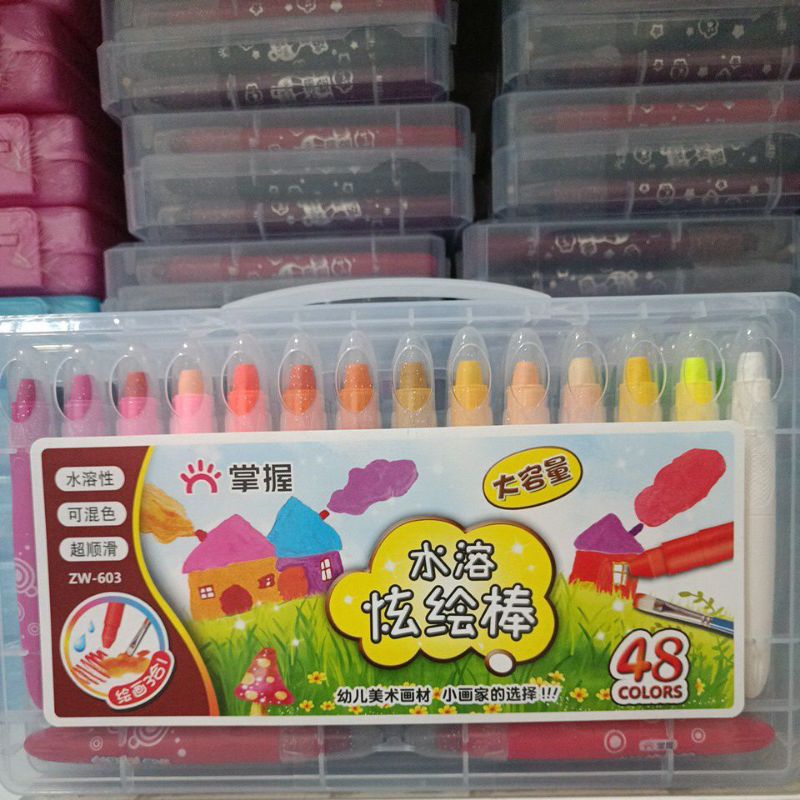 水溶性
可混色
超顺滑
ZW-603
绘画3合1
掌握
大容量
水溶
炫绘棒
48
COLORS
幼儿美术画材 小画家的选择!!!
掌握